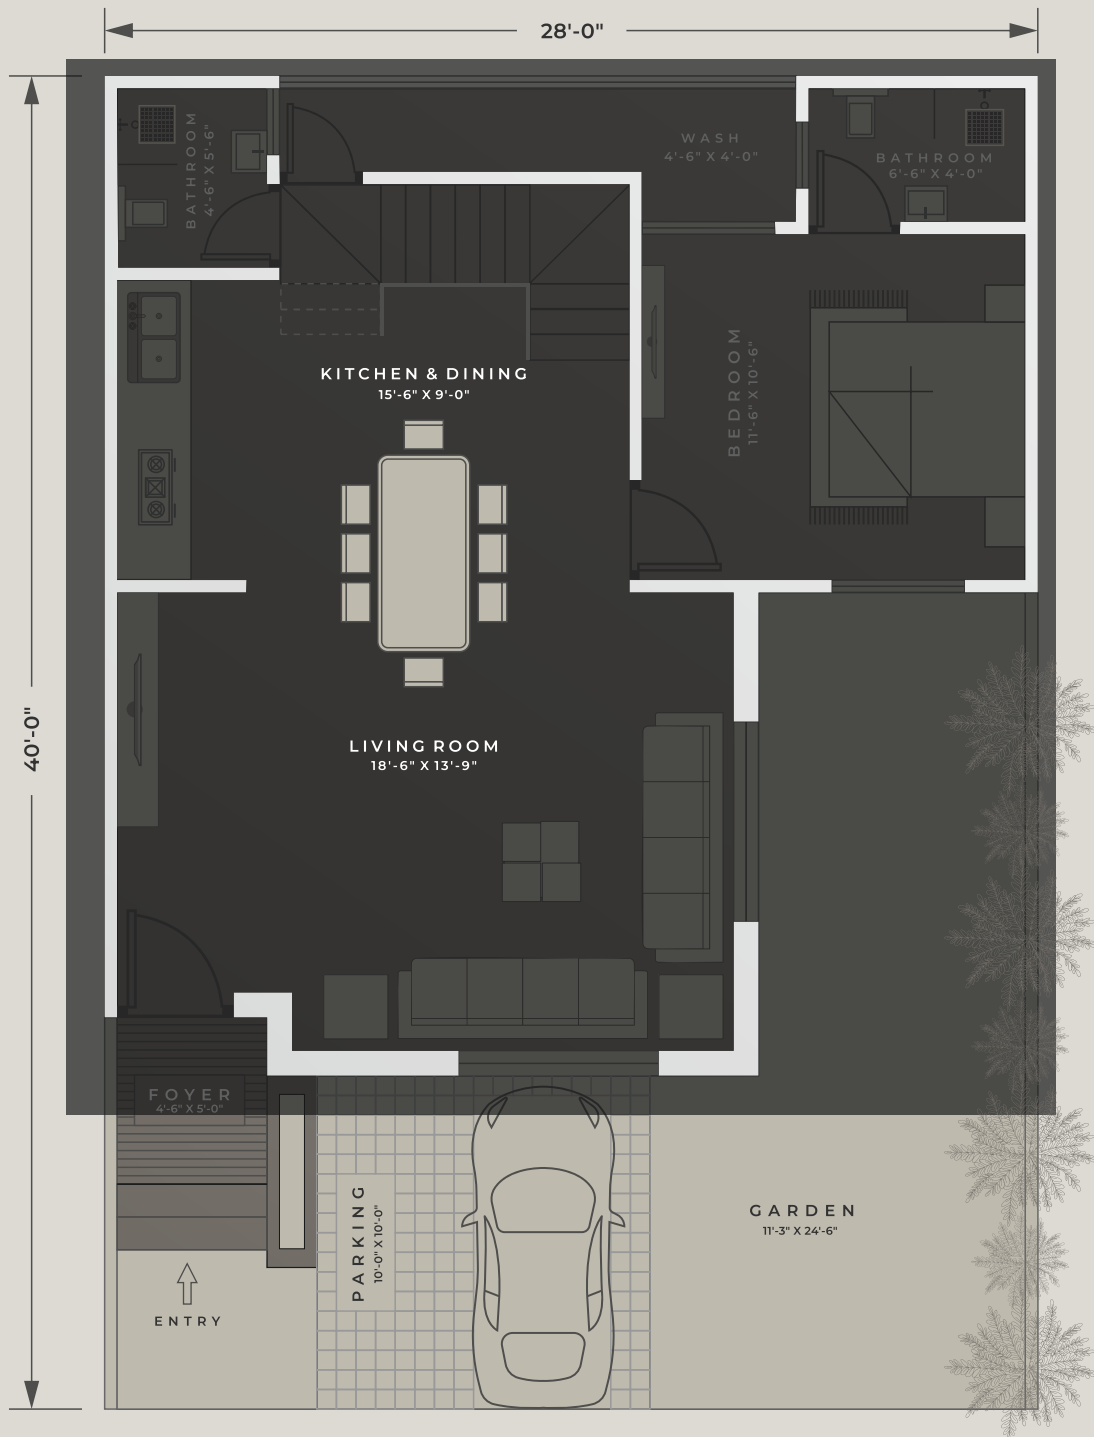 28'-0"
BATHROOM
4'-6" X 5'-6"
WASH
4'-6" X 4'-0"
BATHROOM
6'-6" X 4'-0"
KITCHEN & DINING
15'-6" X 9'-0"
BEDROOM
11'-6" X 10'-6"
40'-0"
LIVING ROOM
18'-6" X 13'-9"
FOYER
4'-6" X 5'-0"
PARKING
10'-0" X 10'-0"
GARDEN
11'-3" X 24'-6"
ENTRY